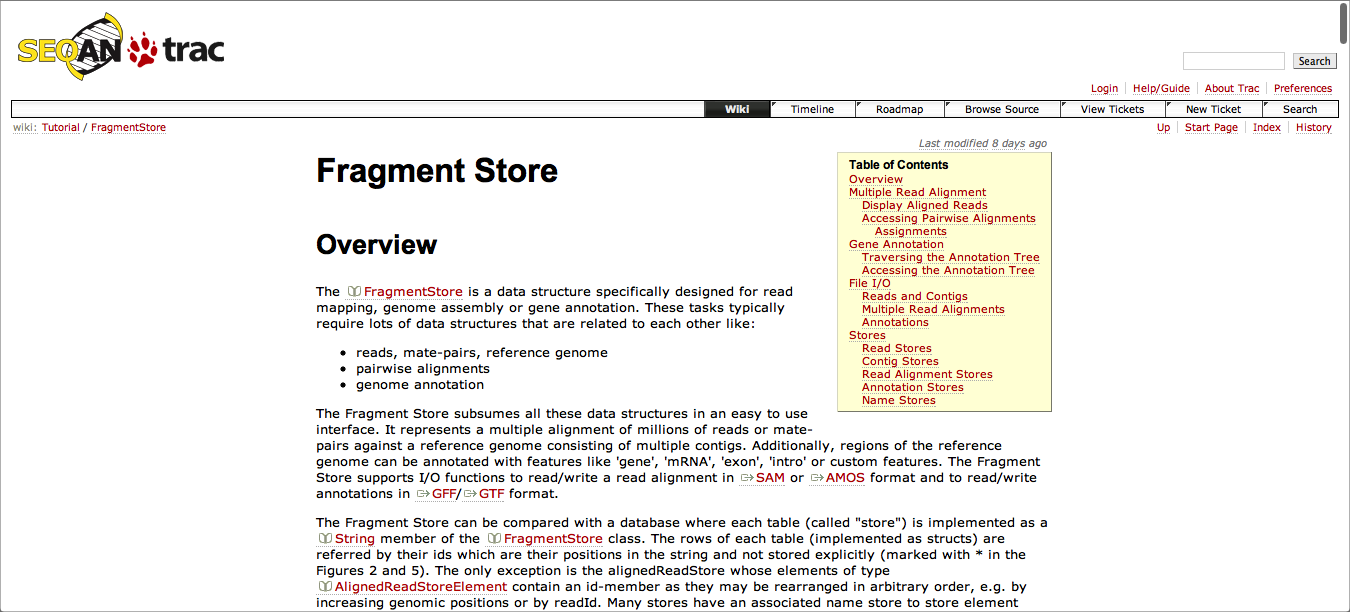 SEQAN trac
Search
Login Help/Guide About Trac Preferences
Wiki Timeline Roadmap Browse Source View Tickets New Ticket Search
wiki: Tutorial / FragmentStore
Up Start Page Index History
Last modified 8 days ago
Fragment Store
Table of Contents
Overview
Multiple Read Alignment
Display Aligned Reads
Accessing Pairwise Alignments
Assignments
Gene Annotation
Traversing the Annotation Tree
Accessing the Annotation Tree
File I/O
Reads and Contigs
Multiple Read Alignments
Annotations
Stores
Read Stores
Contig Stores
Read Alignment Stores
Annotation Stores
Name Stores
Overview
The FragmentStore is a data structure specifically designed for read
mapping, genome assembly or gene annotation. These tasks typically
require lots of data structures that are related to each other like:
• reads, mate-pairs, reference genome
• pairwise alignments
• genome annotation
The Fragment Store subsumes all these data structures in an easy to use
interface. It represents a multiple alignment of millions of reads or mate-
pairs against a reference genome consisting of multiple contigs. Additionally, regions of the reference
genome can be annotated with features like 'gene', 'mRNA', 'exon', 'intro' or custom features. The Fragment
Store supports I/O functions to read/write a read alignment in SAM or AMOS format and to read/write
annotations in GFF/GTF format.
The Fragment Store can be compared with a database where each table (called "store") is implemented as a
String member of the FragmentStore class. The rows of each table (implemented as structs) are
referred by their ids which are their positions in the string and not stored explicitly (marked with * in the
Figures 2 and 5). The only exception is the alignedReadStore whose elements of type
AlignedReadStoreElement contain an id-member as they may be rearranged in arbitrary order, e.g. by
increasing genomic positions or by readId. Many stores have an associated name store to store element